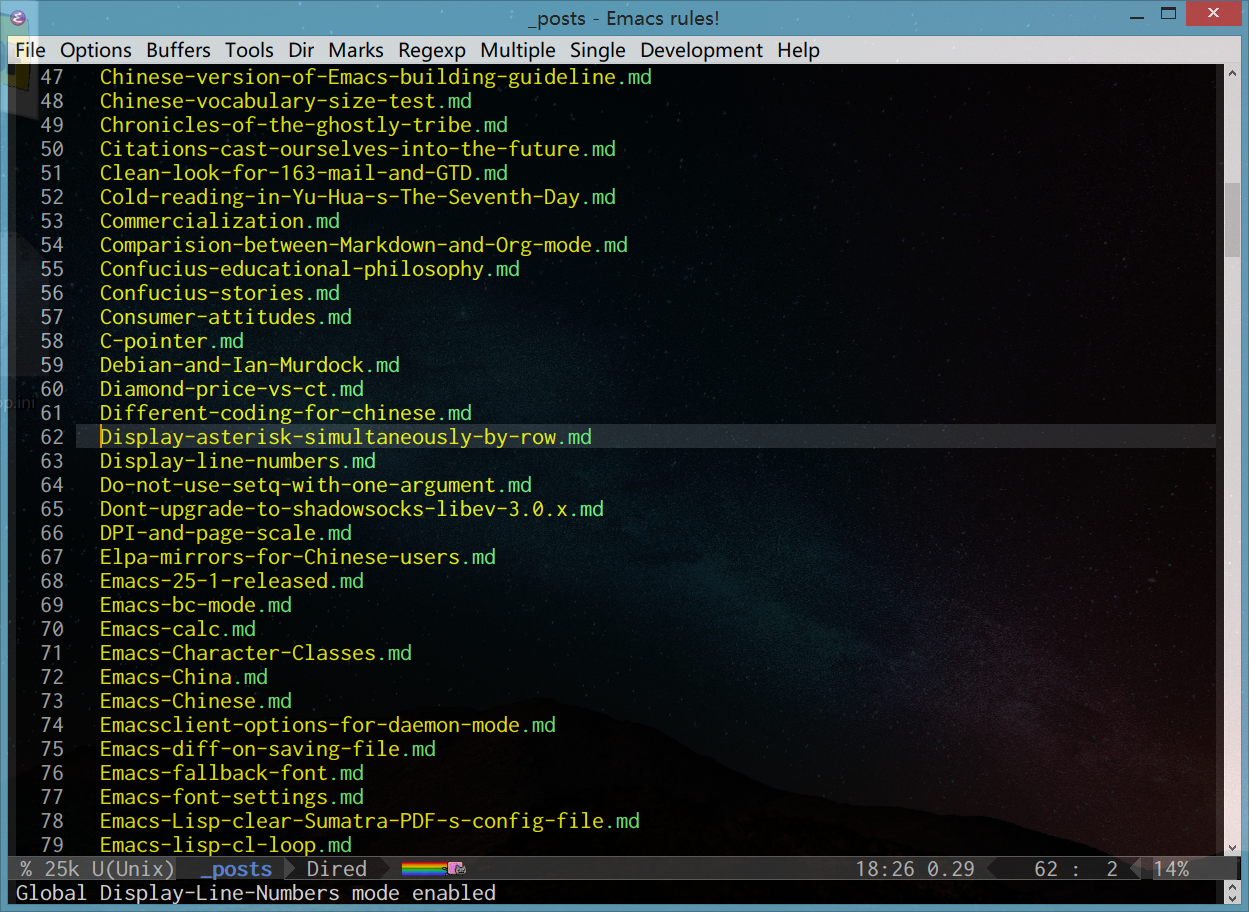 _posts - Emacs rules!
File Options Buffers Tools Dir Marks Regexp Multiple Single Development Help
47 Chinese-version-of-Emacs-building-guideline.md
48 Chinese-vocabulary-size-test.md
49 Chronicles-of-the-ghostly-tribe.md
50 Citations-cast-ourselves-into-the-future.md
51 Clean-look-for-163-mail-and-GTD.md
52 Cold-reading-in-Yu-Hua-s-The-Seventh-Day.md
53 Commercialization.md
54 Comparision-between-Markdown-and-Org-mode.md
55 Confucius-educational-philosophy.md
56 Confucius-stories.md
57 Consumer-attitudes.md
58 C-pointer.md
59 Debian-and-Ian-Murdock.md
60 Diamond-price-vs-ct.md
op.ini
61 Different-coding-for-chinese.md
62 Display-asterisk-simultaneously-by-row.md
63 Display-line-numbers.md
64 Do-not-use-setq-with-one-argument.md
65 Dont-upgrade-to-shadowsocks-libev-3.0.x.md
66 DPI-and-page-scale.md
67 Elpa-mirrors-for-Chinese-users.md
68 Emacs-25-1-released.md
69 Emacs-bc-mode.md
70 Emacs-calc.md
71 Emacs-Character-Classes.md
72 Emacs-China.md
73 Emacs-Chinese.md
74 Emacsclient-options-for-daemon-mode.md
75 Emacs-diff-on-saving-file.md
76 Emacs-fallback-font.md
77 Emacs-font-settings.md
78 Emacs-Lisp-clear-Sumatra-PDF-s-config-file.md
79 Emacs-lisp-cl-loop.md
% 25k U(Unix) _posts Dired 18:26 0.29 62 : 2 14%
Global Display-Line-Numbers mode enabled